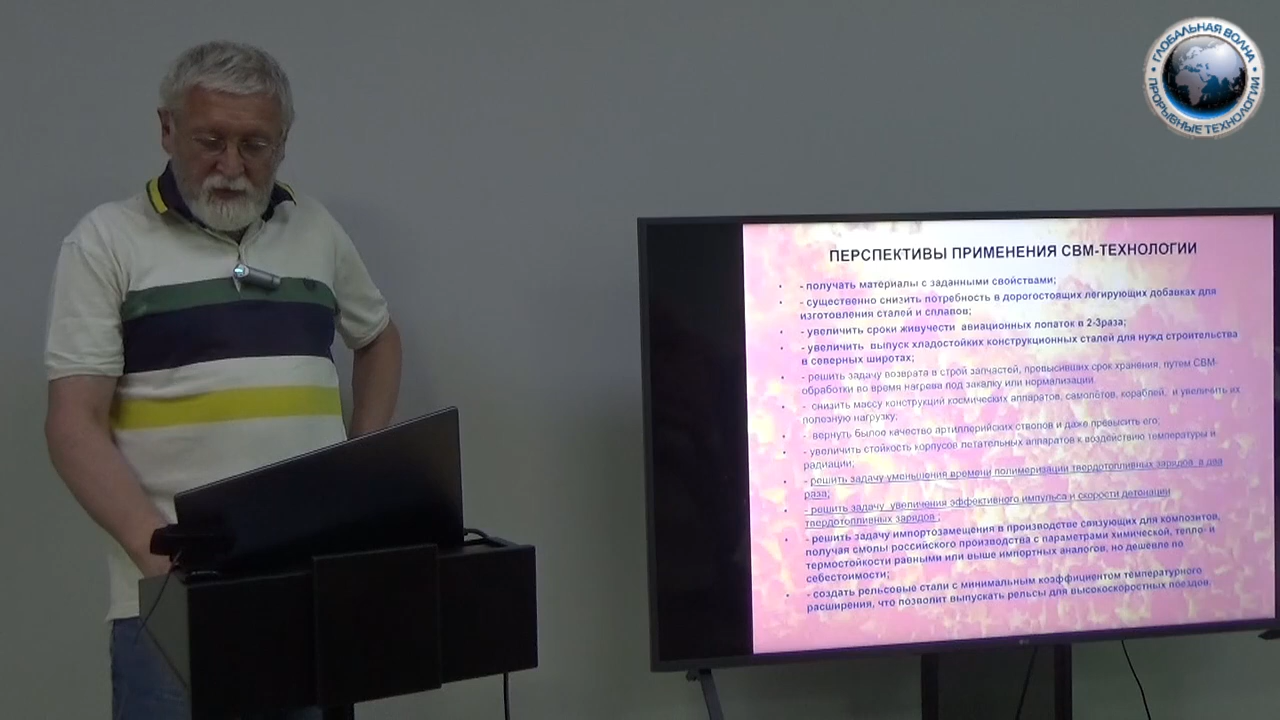 ГЛОБАЛЬНАЯ ВОЛНА
ПРОРЫВНЫЕ ТЕХНОЛОГИИ
ПЕРСПЕКТИВЫ ПРИМЕНЕНИЯ СВМ-ТЕХНОЛОГИИ
• - получать материалы с заданными свойствами;
• - существенно снизить потребность в дорогостоящих легирующих добавках для
изготовления сталей и сплавов;
• - увеличить сроки живучести авиационных лопаток в 2-3раза;
• - увеличить выпуск хладостойких конструкционных сталей для нужд строительства
в северных широтах;
• - решить задачу возврата в строй запчастей, превысивших срок хранения, путем СВМ-
обработки во время нагрева под закалку или нормализации.
• - снизить массу конструкций космических аппаратов, самолётов, кораблей, и увеличить их
полезную нагрузку;
• - вернуть былое качество артиллерийских стволов и даже превысить его;
• - увеличить стойкость корпусов летательных аппаратов к воздействию температуры и
радиации;
• - решить задачу уменьшения времени полимеризации твердотопливных зарядов в два
раза;
• - решить задачу увеличения эффективного импульса и скорости детонации
твердотопливных зарядов ;
• - решить задачу импортозамещения в производстве связующих для композитов,
получая смолы российского производства с параметрами химической, тепло- и
термостойкости равными или выше импортных аналогов, но дешевле по
себестоимости;
• - создать рельсовые стали с минимальным коэффициентом температурного
расширения, что позволит выпускать рельсы для высокоскоростных поездов.
LG